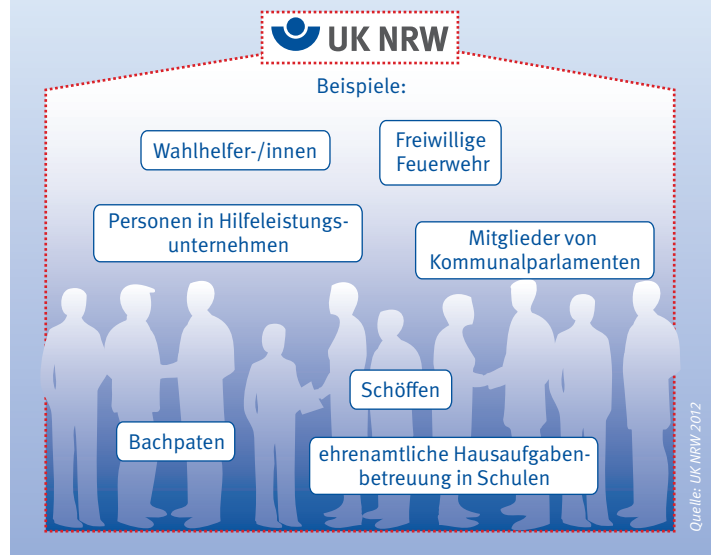 UK NRW
Beispiele:
Wahlhelfer-/innen
Freiwillige
Feuerwehr
Personen in Hilfeleistungs-
unternehmen
Mitglieder von
Kommunalparlamenten
Schöffen
Bachpaten
ehrenamtliche Hausaufgaben-
betreuung in Schulen
Quelle: UK NRW 2012